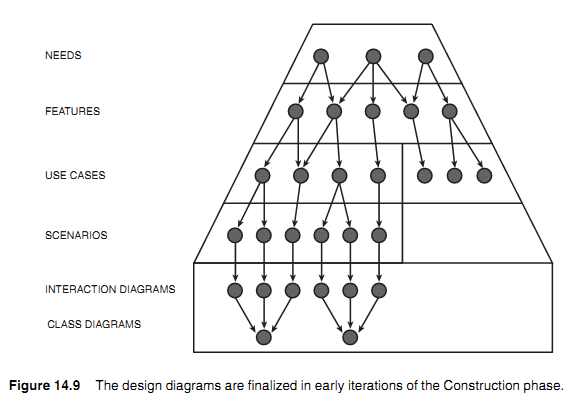 NEEDS
FEATURES
USE CASES
SCENARIOS
INTERACTION DIAGRAMS
CLASS DIAGRAMS
Figure 14.9 The design diagrams are finalized in early iterations of the Construction phase.